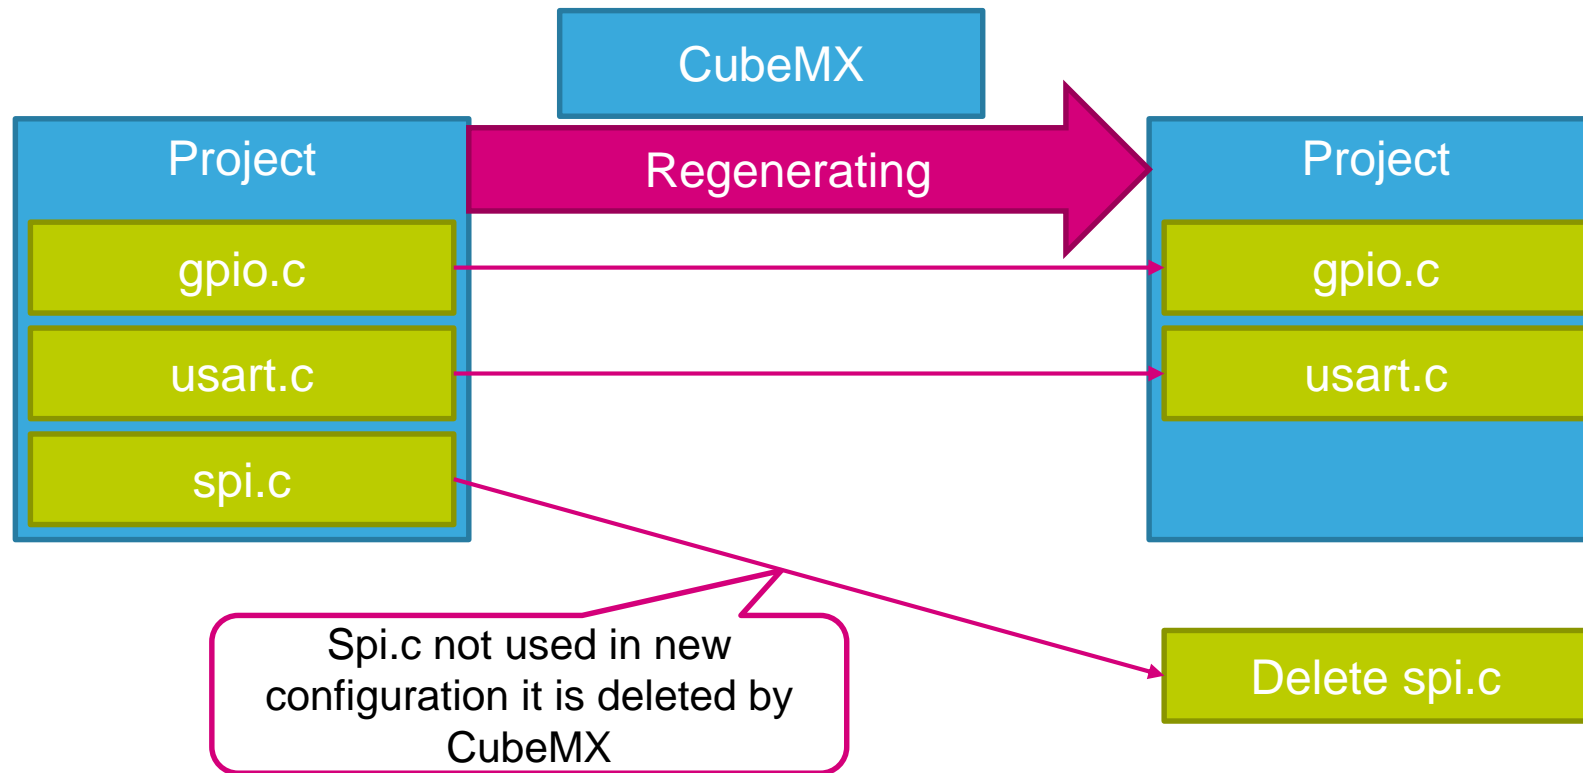 CubeMX
Project
Regenerating
Project
gpio.c
gpio.c
usart.c
usart.c
spi.c
Spi.c not used in new
configuration it is deleted by
CubeMX
Delete spi.c